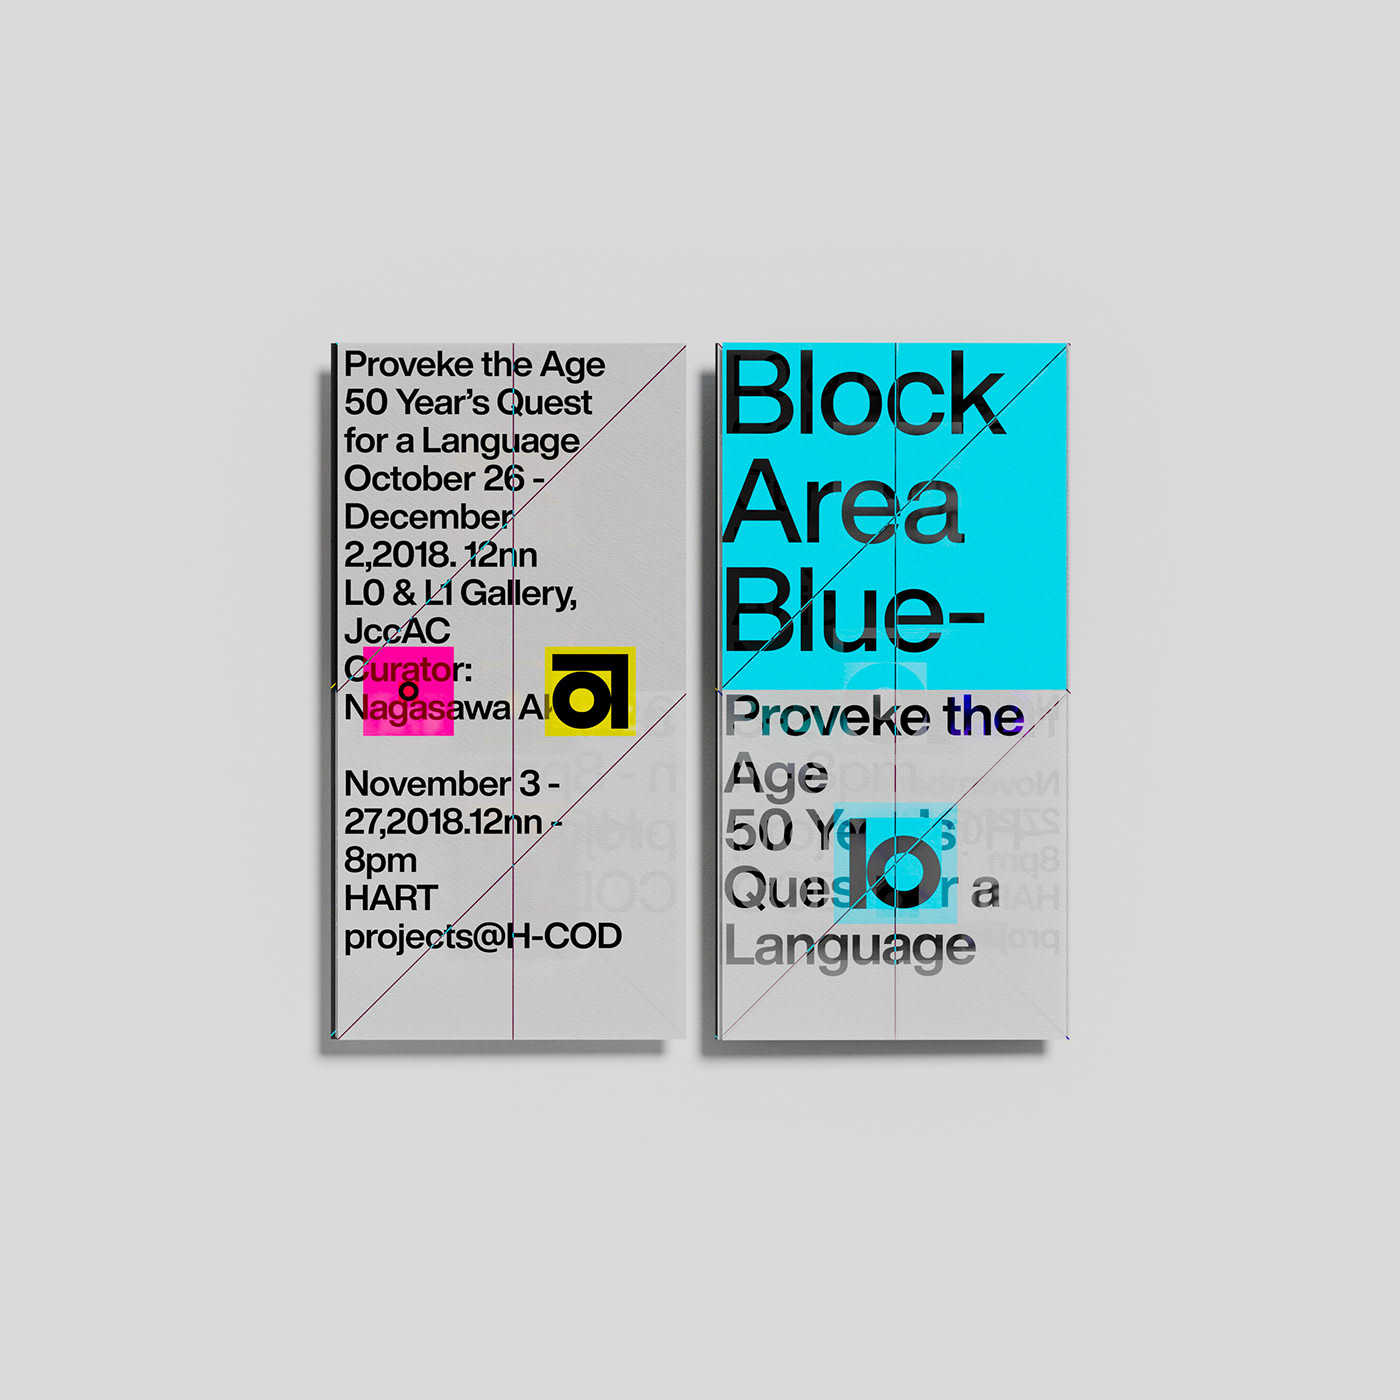 Proveke the Age
50 Year's Quest
for a Language
October 26 -
December
2,2018. 12nn
L0 & L1 Gallery,
JccAC
Curator:
Nagasawa
November 3 -
27,2018.12nn -
8pm
HART
projects@H-COD
Block
Area
Blue-
Proveke the
Age
50
a
Language